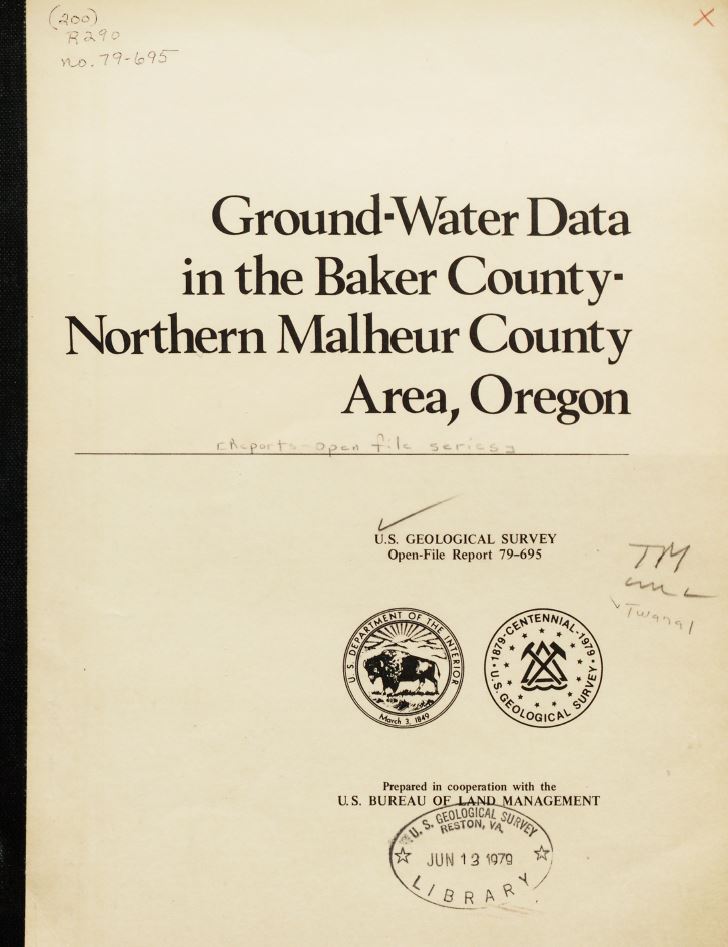 (200)
R290
no. 79-695
X
Ground-Water Data
in the Baker County-
Northern Malheur County
Area, Oregon
[Reports-Open file series]
U.S. GEOLOGICAL SURVEY
Open-File Report 79-695
TM
U.S. DEPARTMENT OF THE INTERIOR
March 3, 1849
1879-CENTENNIAL-1979
U.S. GEOLOGICAL SURVEY
Prepared in cooperation with the
U.S. BUREAU OF LAND MANAGEMENT
U.S. GEOLOGICAL SURVEY
RESTON, VA.
JUN 13 1979
LIBRARY